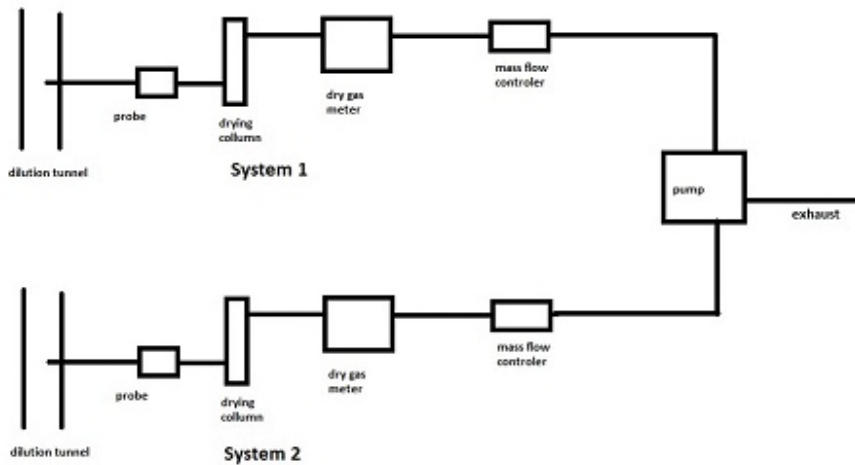 mass flow
controler
probe
dry gas
meter
drying
collumn
dilution tunnel
System 1
pump
exhaust
mass flow
controler
probe
dry gas
meter
drying
collumn
dilution tunnel
System 2